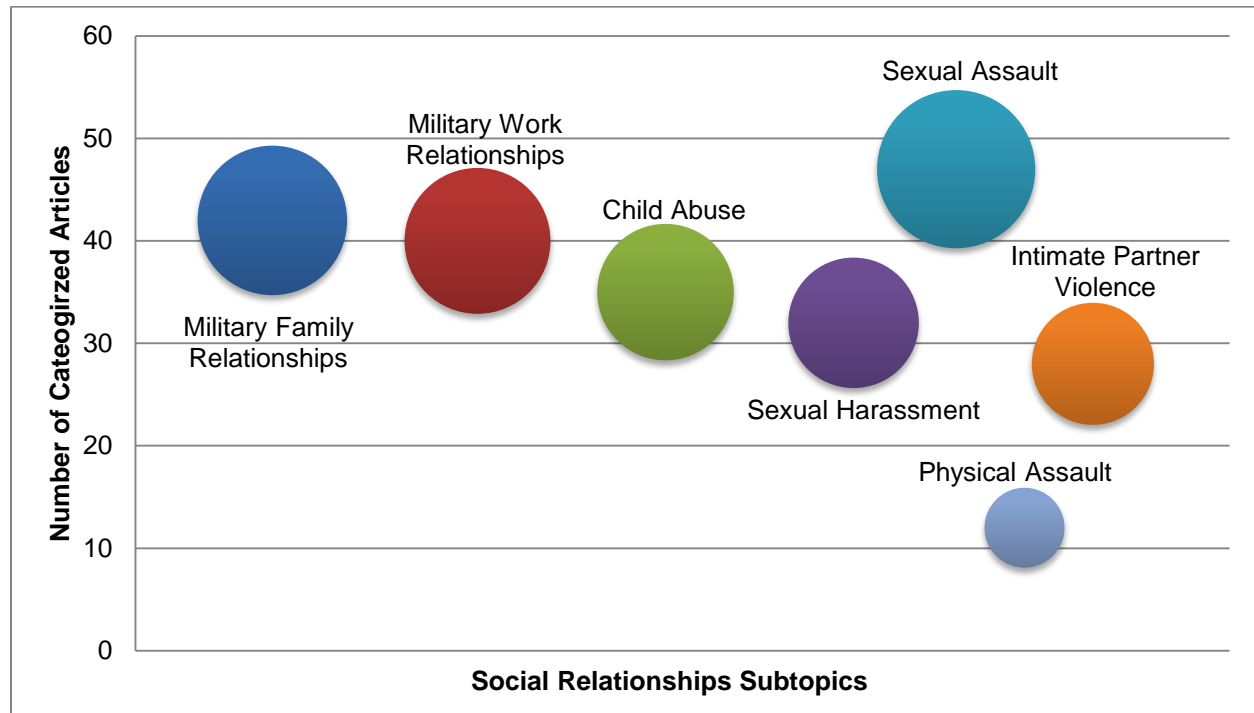 60
50
40
30
20
10
0
Number of Cateogirzed Articles
Sexual Assault
Military Work
Relationships
Child Abuse
Intimate Partner
Violence
Military Family
Relationships
Sexual Harassment
Physical Assault
Social Relationships Subtopics